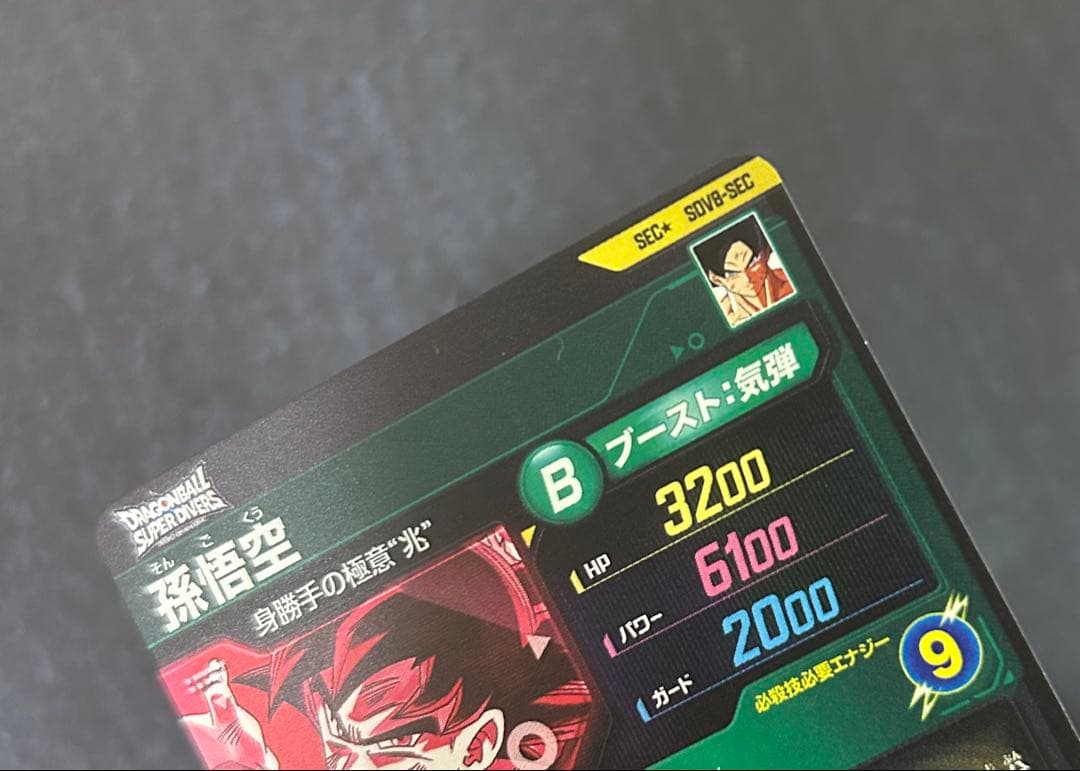 SEC★ SDV8-SEC
DRAGONBALL
SUPER DIVERS
そん ご くう
孫悟空
身勝手の極意“兆”
B ブースト:気弾
HP 3200
パワー 6100
ガード 2000
必殺技必要エナジー 9